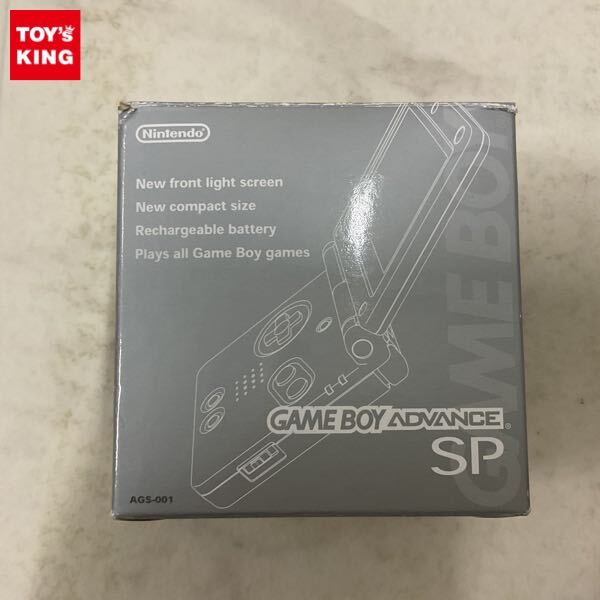 TOY's
KING
Nintendo
New front light screen
New compact size
Rechargeable battery
Plays all Game Boy games
GAME BOY
GAME BOY ADVANCE
SP
AGS-001